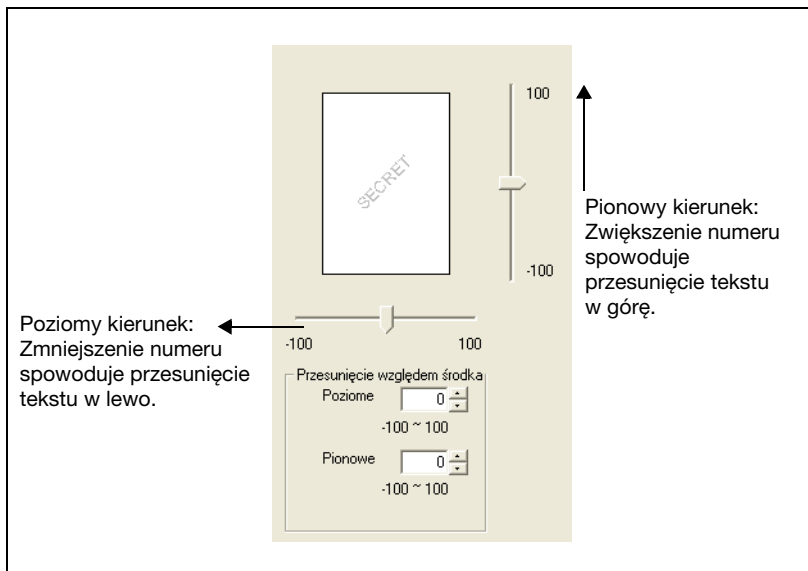 SECRET
100
-100
Pionowy kierunek:
Zwiększenie numeru
spowoduje
przesunięcie tekstu
w górę.
Poziomy kierunek:
Zmniejszenie numeru
spowoduje przesunięcie
tekstu w lewo.
-100 100
Przesunięcie względem środka
Poziome 0
-100 ~ 100
Pionowe 0
-100 ~ 100